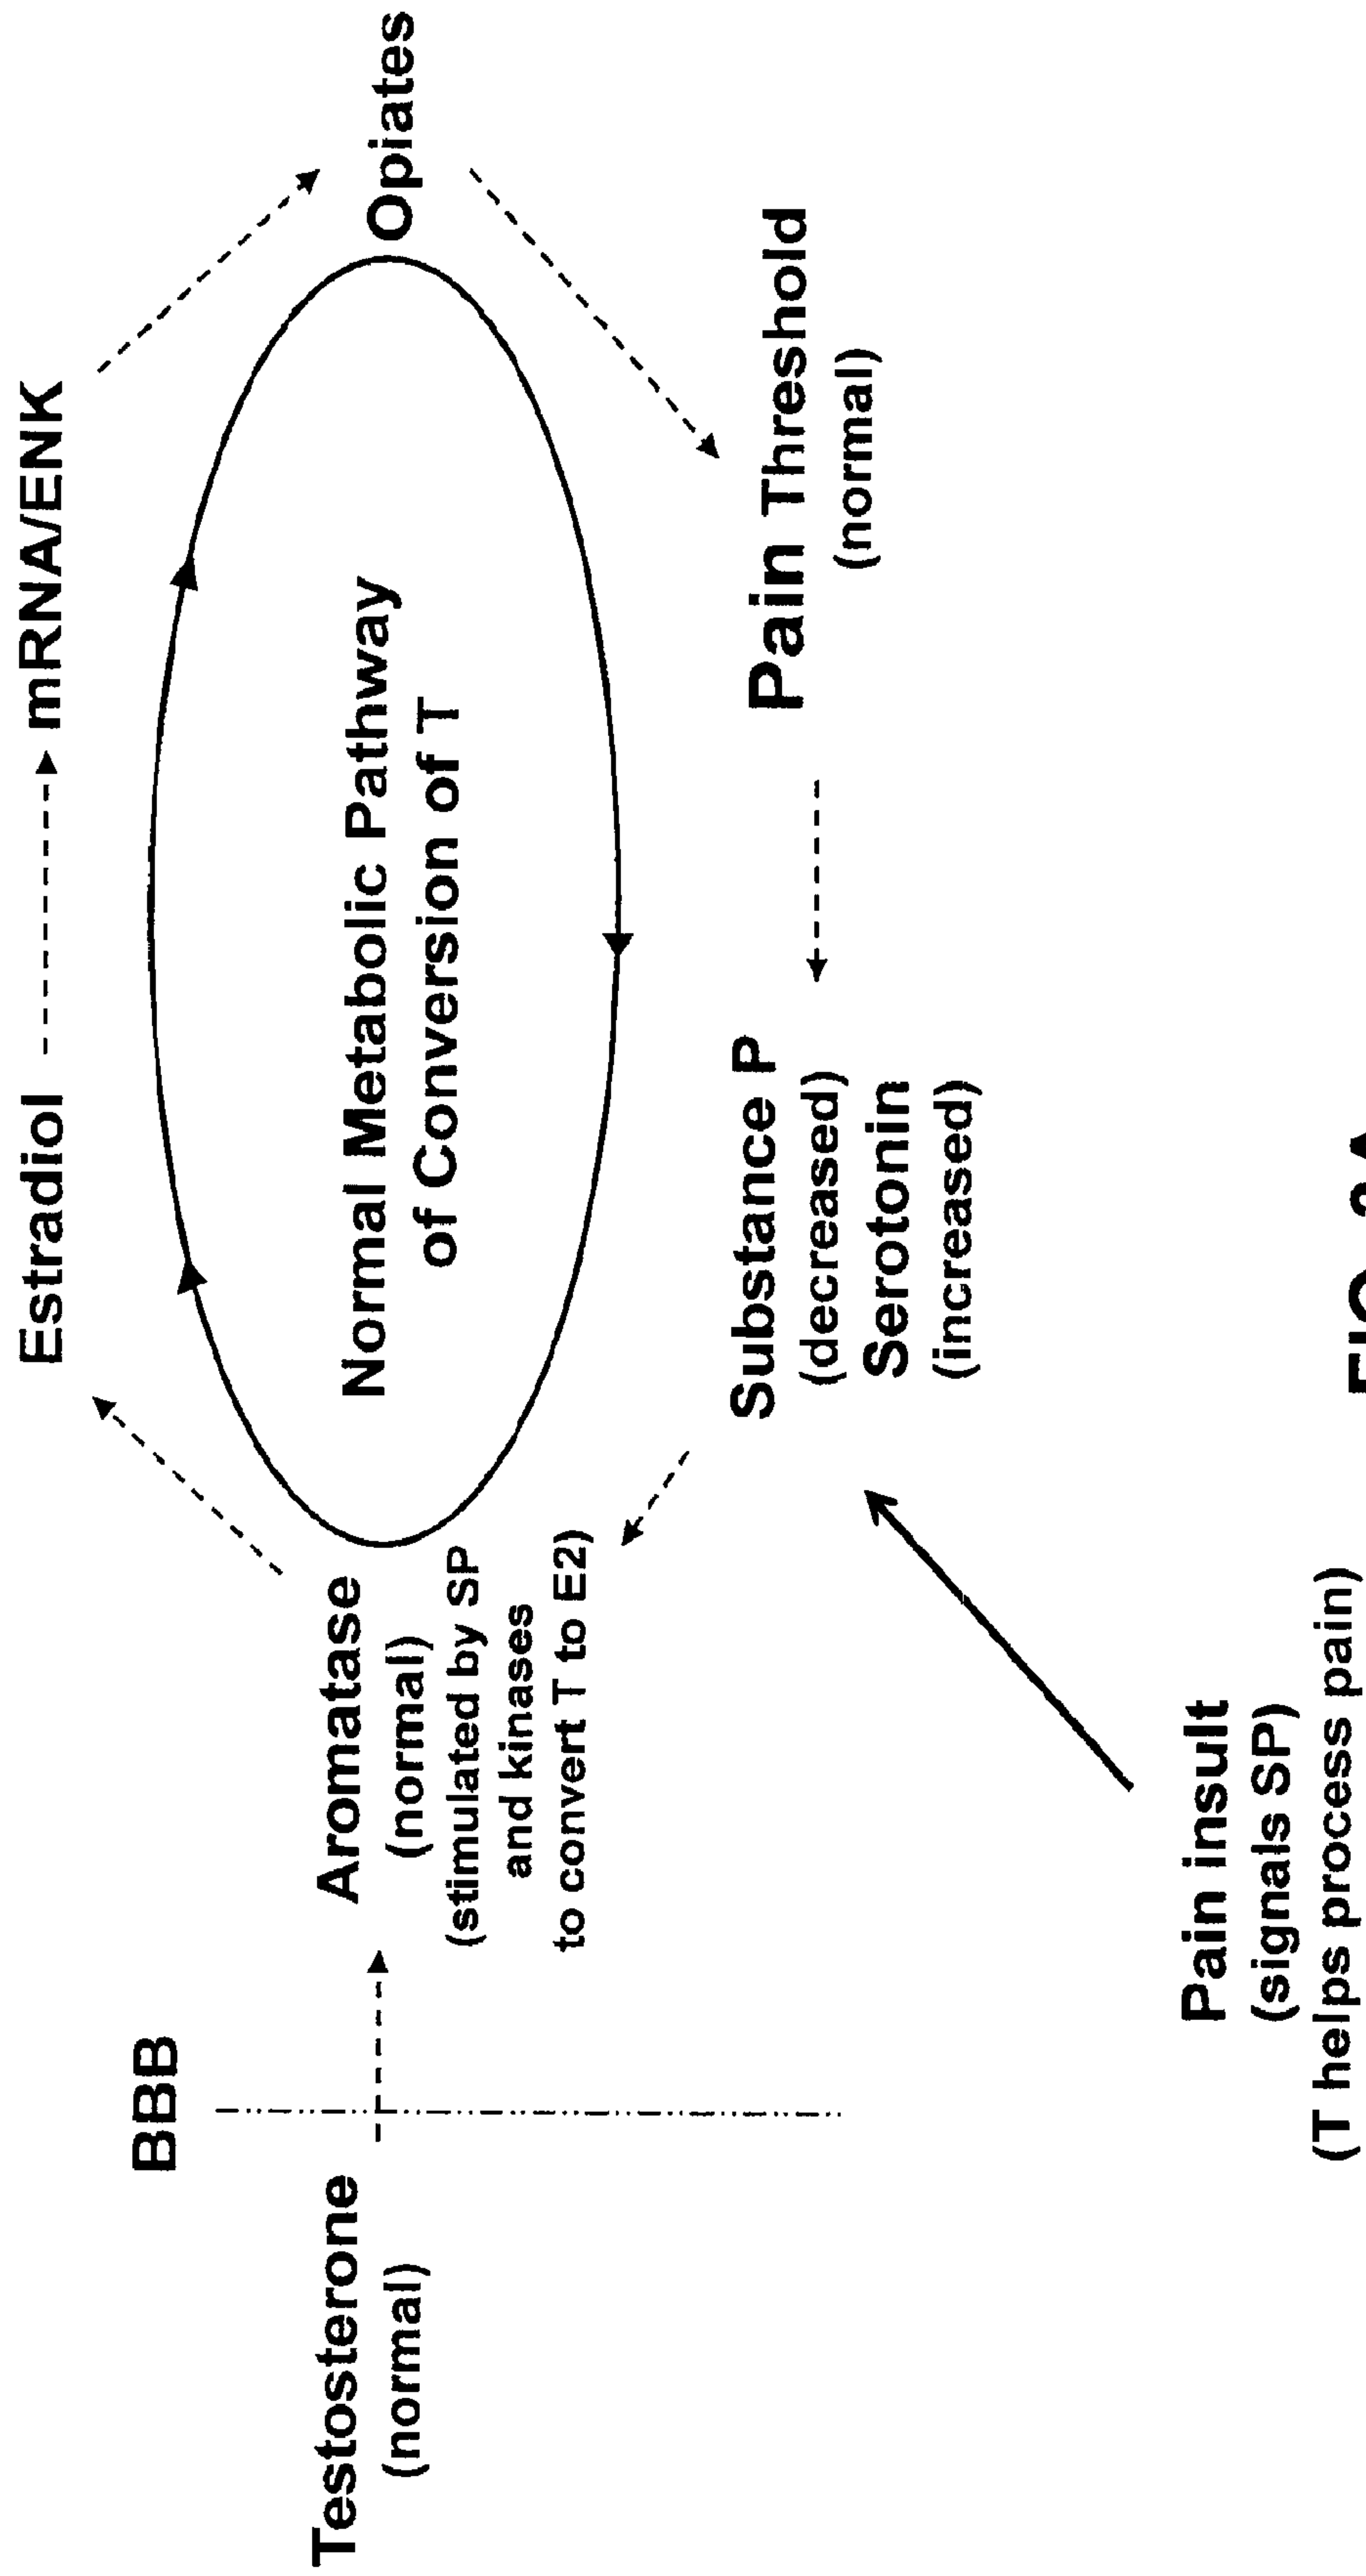 Estradiol
mRNA/ENK
BBB
Testosterone
(normal)
Aromatase
(normal)
(stimulated by SP
and kinases
to convert T to E2)
Normal Metabolic Pathway
of Conversion of T
Opiates
Substance P
(decreased)
Serotonin
(increased)
Pain Threshold
(normal)
Pain insult
(signals SP)
(T helps process pain)